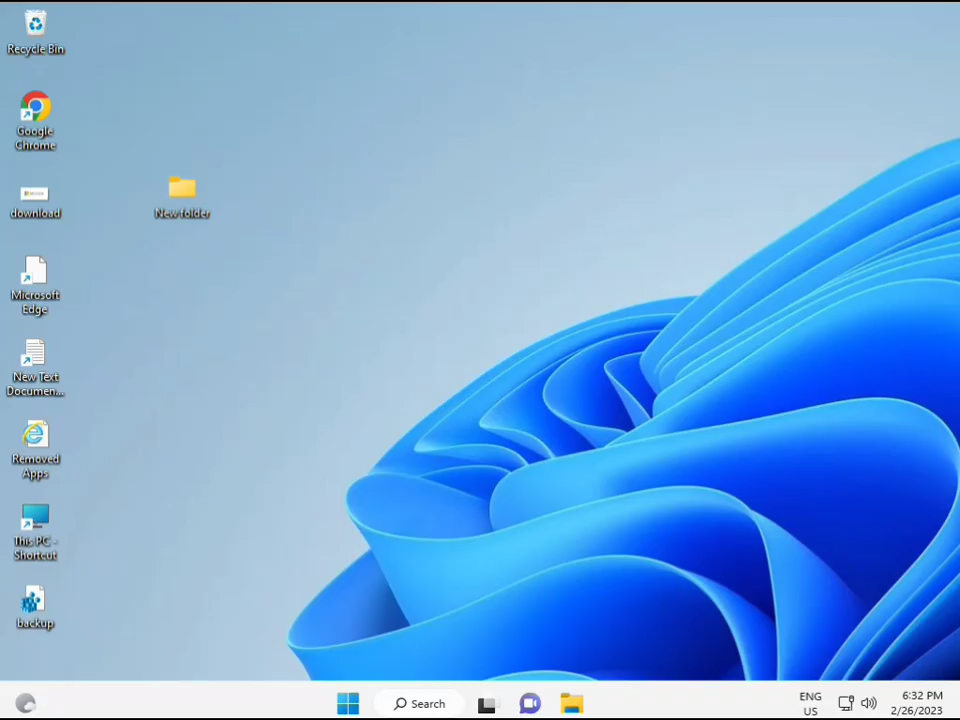 Recycle Bin
Google
Chrome
download
New folder
Microsoft
Edge
New Text
Documen...
Removed
Apps
This PC -
Shortcut
backup
Search
ENG
US
6:32 PM
2/26/2023